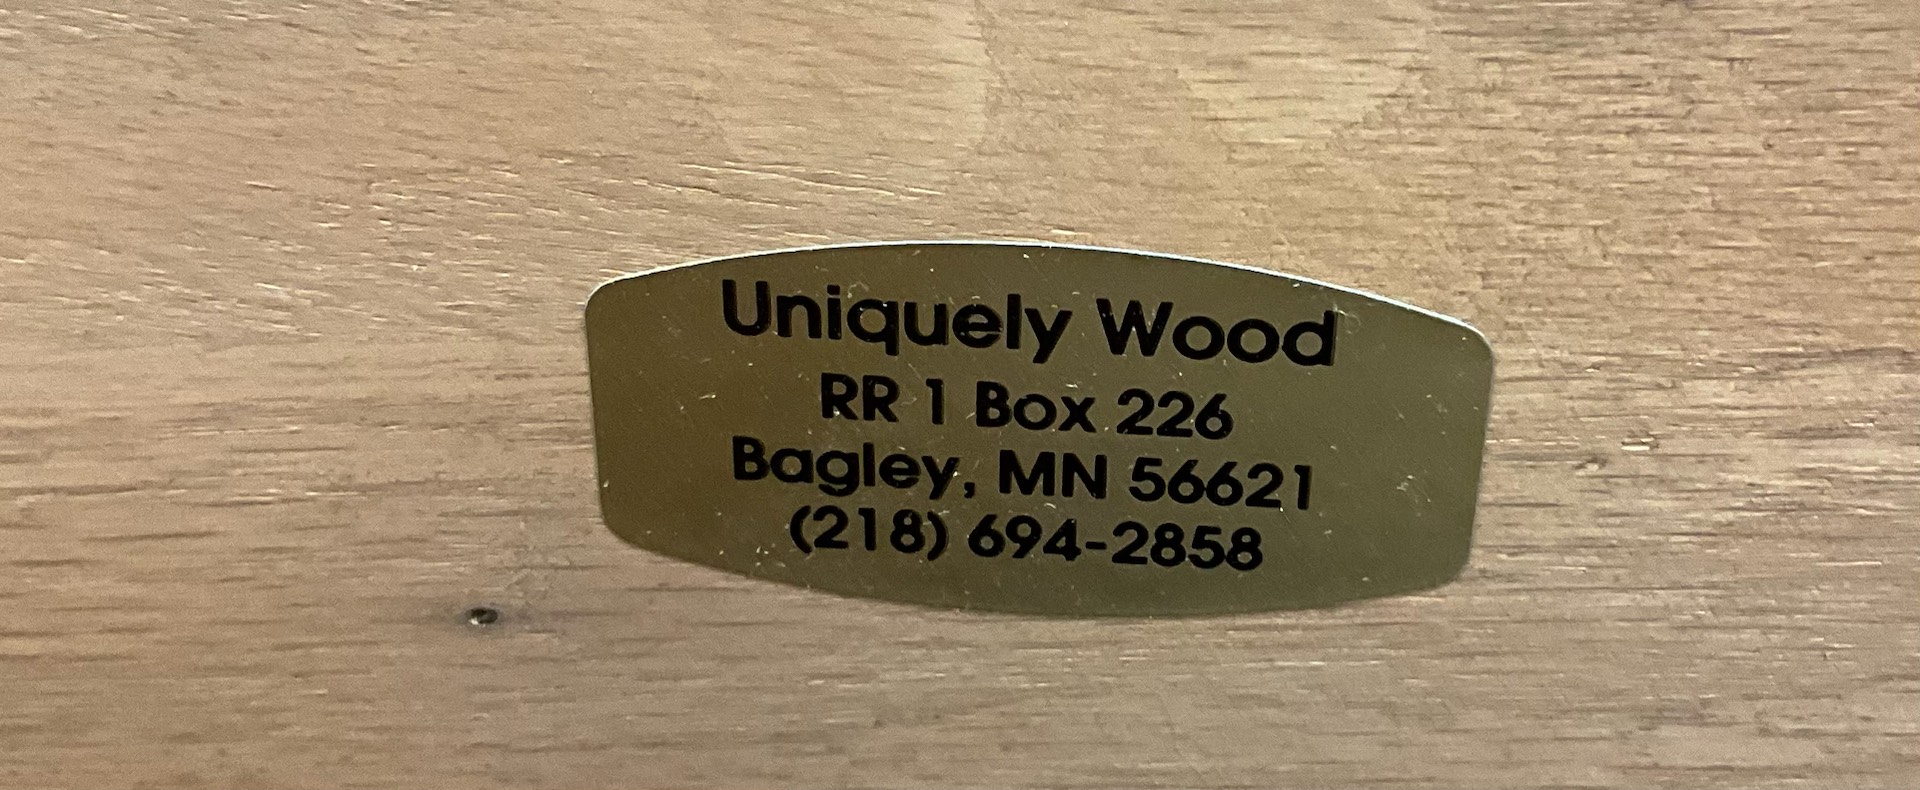 Uniquely Wood
RR 1 Box 226
Bagley, MN 56621
(218) 694-2858